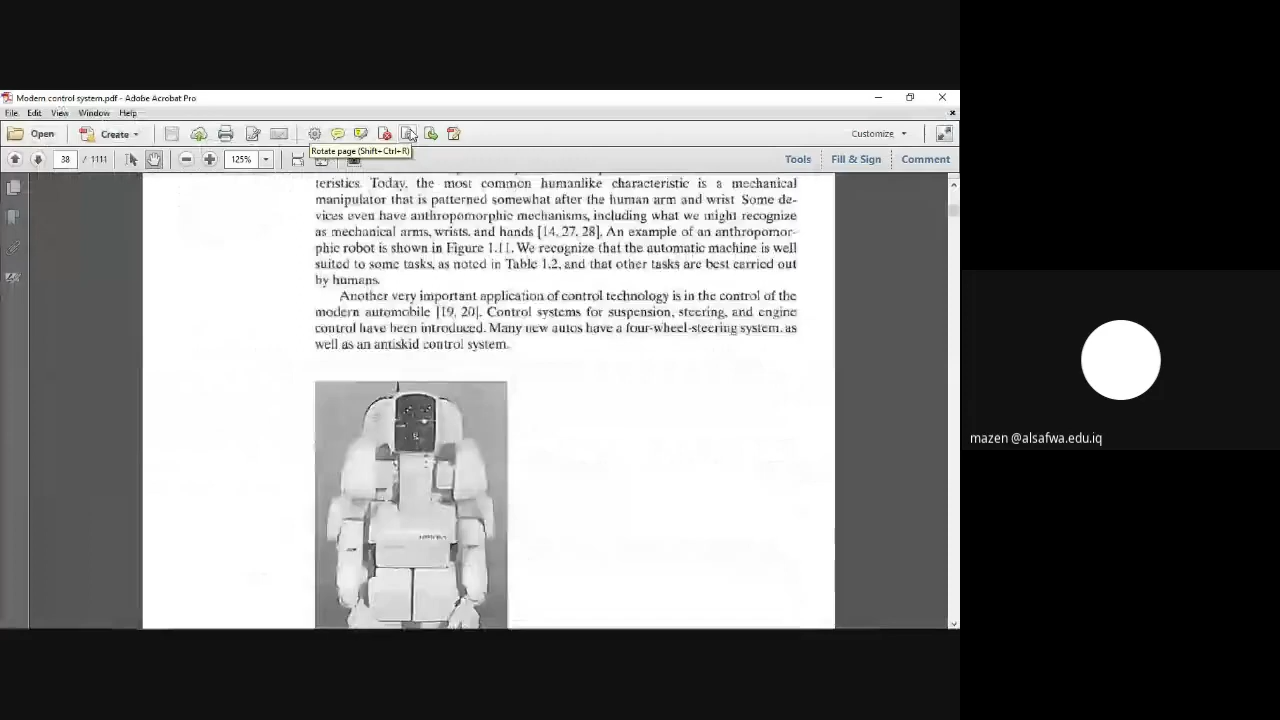 Modern control system.pdf - Adobe Acrobat Pro
File Edit View Window Help
Open Create Customize
38 / 1111 125% Tools Fill & Sign Comment
Rotate page (Shift+Ctrl+R)
teristics. Today, the most common humanlike characteristic is a mechanical
manipulator that is patterned somewhat after the human arm and wrist Some de-
vices even have anthropomorphic mechanisms, including what we might recognize
as mechanical arms, wrists, and hands [14, 27, 28]. An example of an anthropomor-
phic robot is shown in Figure 1.11. We recognize that the automatic machine is well
suited to some tasks, as noted in Table 1.2, and that other tasks are best carried out
by humans.
Another very important application of control technology is in the control of the
modern automobile [19, 20]. Control systems for suspension, steering, and engine
control have been introduced. Many new autos have a four-wheel-steering system, as
well as an antiskid control system.
mazen @alsafwa.edu.iq